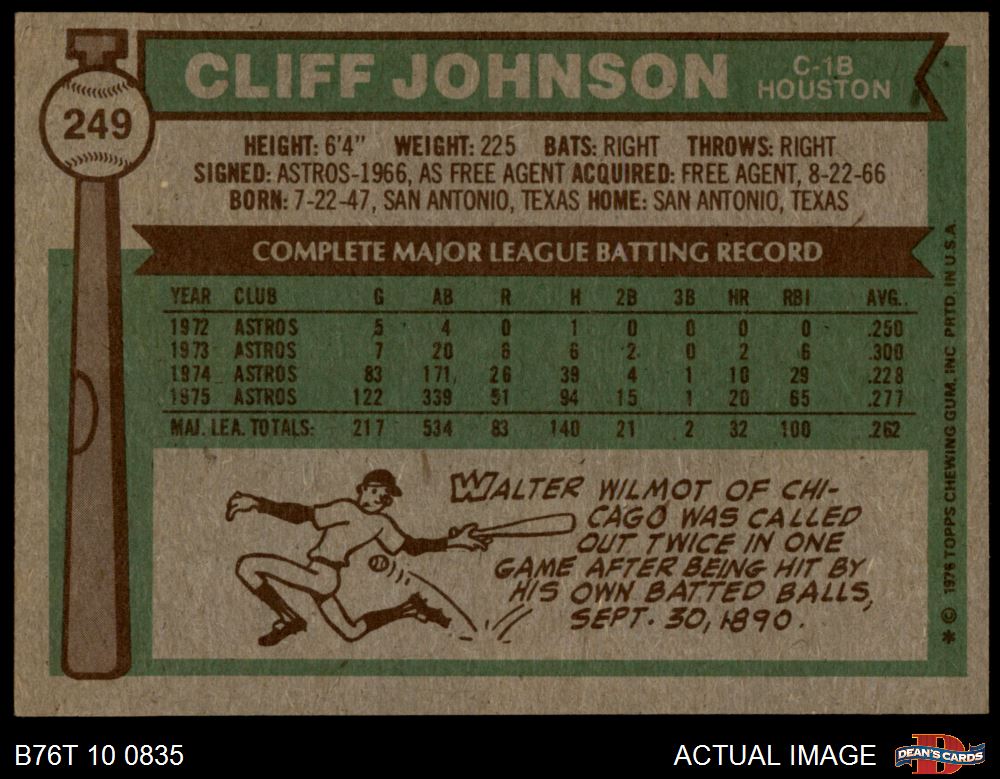 249
CLIFF JOHNSON C-1B HOUSTON
HEIGHT: 6'4" WEIGHT: 225 BATS: RIGHT THROWS: RIGHT
SIGNED: ASTROS-1966, AS FREE AGENT ACQUIRED: FREE AGENT, 8-22-66
BORN: 7-22-47, SAN ANTONIO, TEXAS HOME: SAN ANTONIO, TEXAS
COMPLETE MAJOR LEAGUE BATTING RECORD
YEAR CLUB G AB R H 2B 3B HR RBI AVG.
1972 ASTROS 5 4 0 1 0 0 0 0 .250
1973 ASTROS 7 20 6 6 2 0 2 6 .300
1974 ASTROS 83 171 26 39 4 1 10 29 .228
1975 ASTROS 122 339 51 94 15 1 20 65 .277
MAJ. LEA. TOTALS: 217 534 83 140 21 2 32 100 .262
WALTER WILMOT OF CHI-
CAGO WAS CALLED
OUT TWICE IN ONE
GAME AFTER BEING HIT BY
HIS OWN BATTED BALLS,
SEPT. 30, 1890.
* © 1976 TOPPS CHEWING GUM, INC. PRTD. IN U.S.A.
B76T 10 0835
ACTUAL IMAGE
D
DEAN'S CARDS